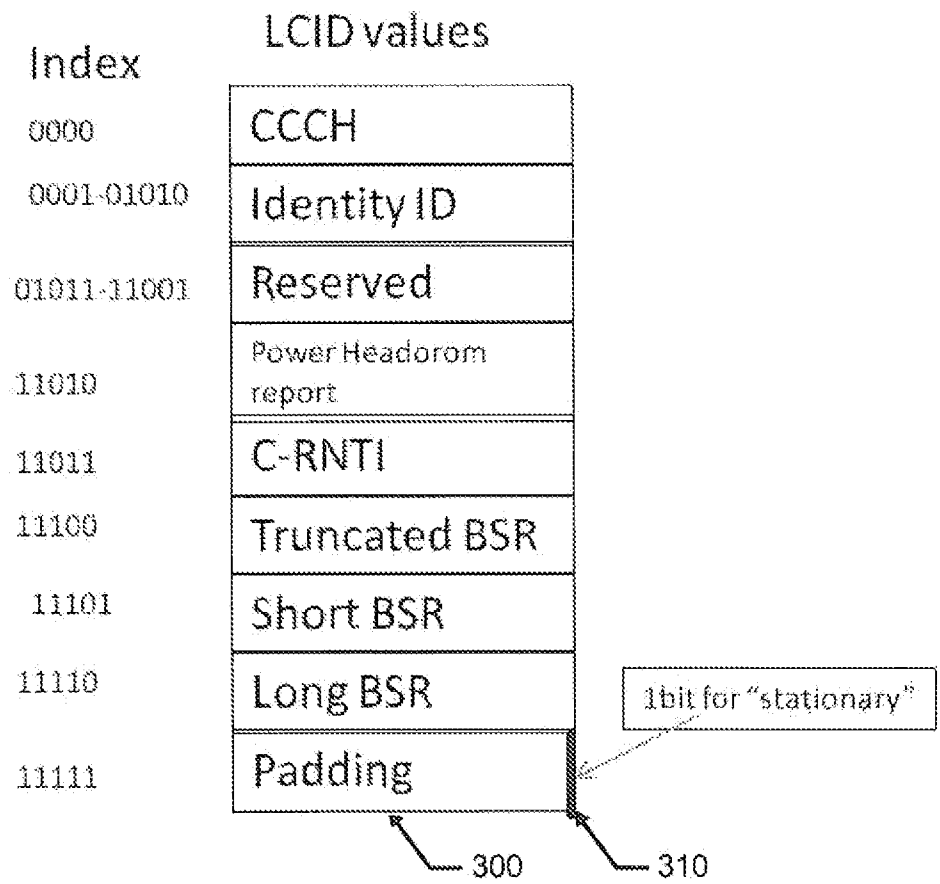 LCID values
Index
0000 CCCH
0001-01010 Identity ID
01011-11001 Reserved
11010 Power Headorom
report
11011 C-RNTI
11100 Truncated BSR
11101 Short BSR
11110 Long BSR
1bit for “stationary”
11111 Padding
300
310